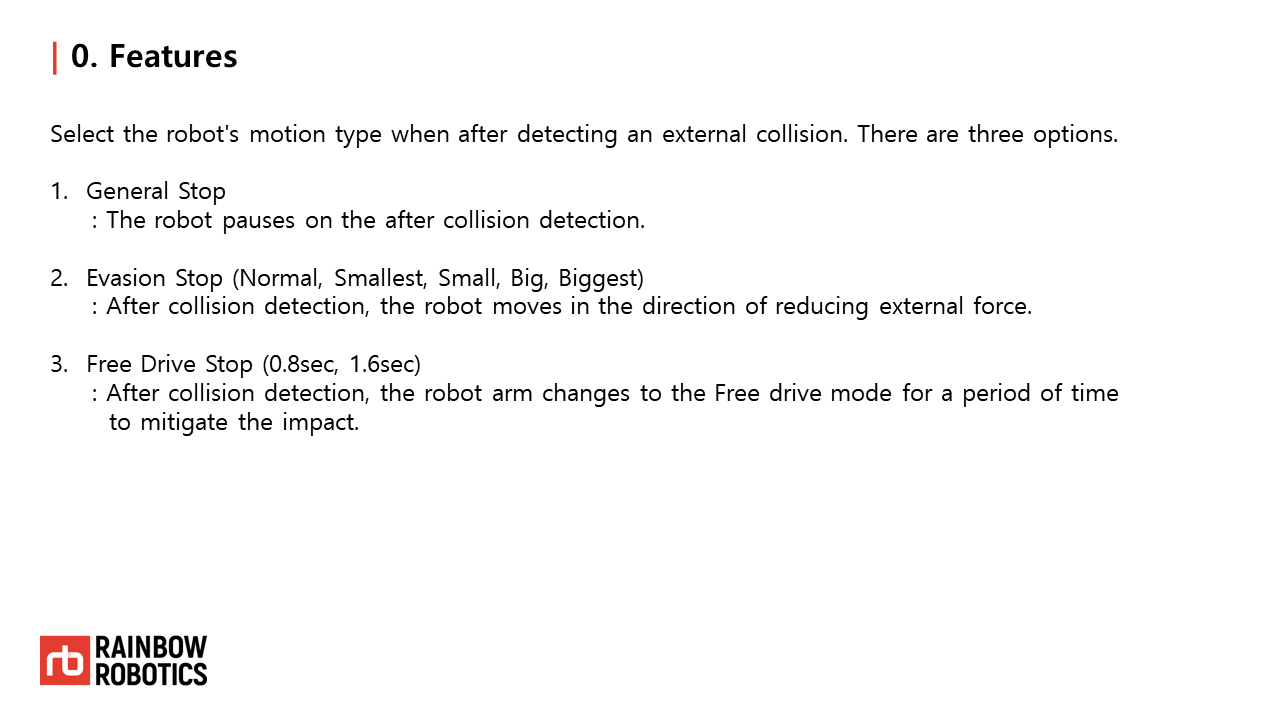 0. Features
Select the robot's motion type when after detecting an external collision. There are three options.
1. General Stop
: The robot pauses on the after collision detection.
2. Evasion Stop (Normal, Smallest, Small, Big, Biggest)
: After collision detection, the robot moves in the direction of reducing external force.
3. Free Drive Stop (0.8sec, 1.6sec)
: After collision detection, the robot arm changes to the Free drive mode for a period of time
to mitigate the impact.
rb RAINBOW
ROBOTICS